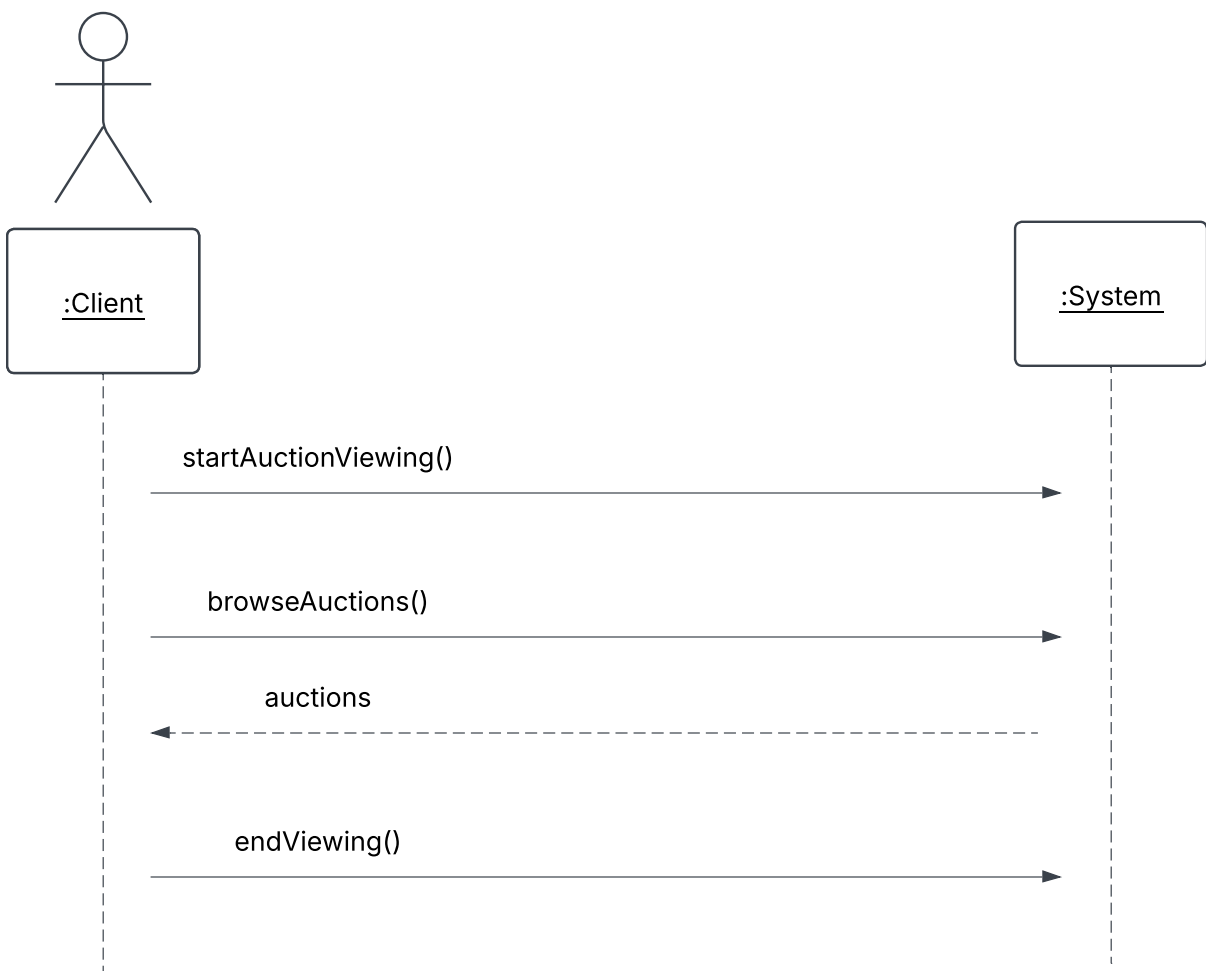 :Client
:System
startAuctionViewing()
browseAuctions()
auctions
endViewing()